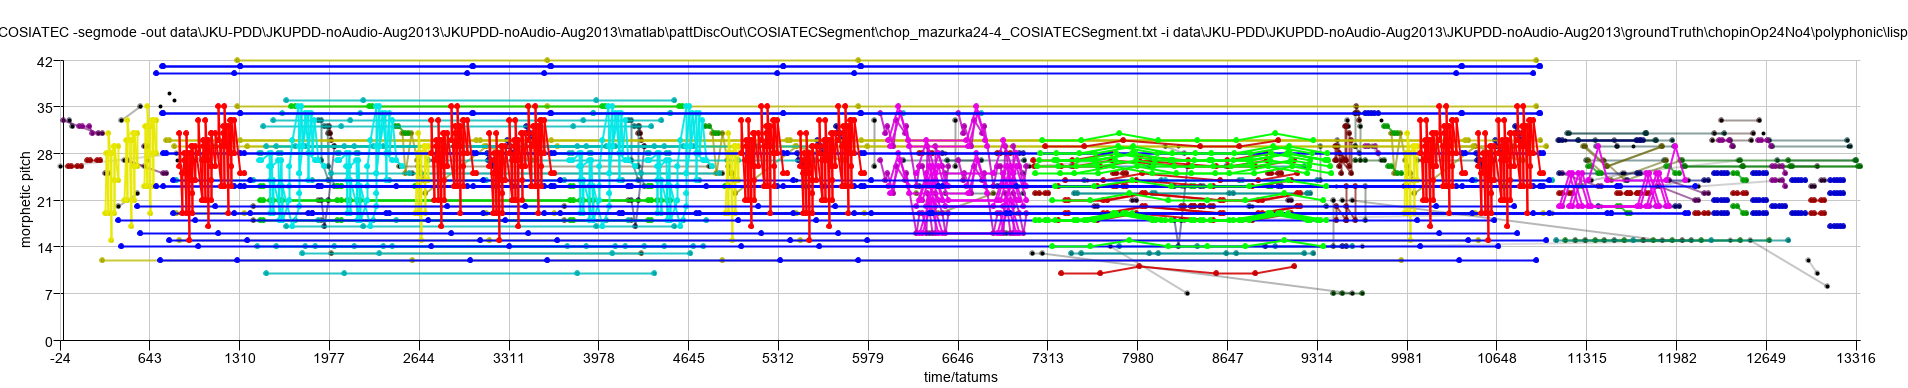 COSIATEC -segmode -out data\JKU-PDD\JKUPDD-noAudio-Aug2013\JKUPDD-noAudio-Aug2013\matlab\pattDiscOut\COSIATECSegment\chop_mazurka24-4_COSIATECSegment.txt -i data\JKU-PDD\JKUPDD-noAudio-Aug2013\JKUPDD-noAudio-Aug2013\groundTruth\chopinOp24No4\polyphonic\lisp
42
35
28
21
14
7
0
morphetic pitch
-24 643 1310 1977 2644 3311 3978 4645 5312 5979 6646 7313 7980 8647 9314 9981 10648 11315 11982 12649 13316
time/tatums